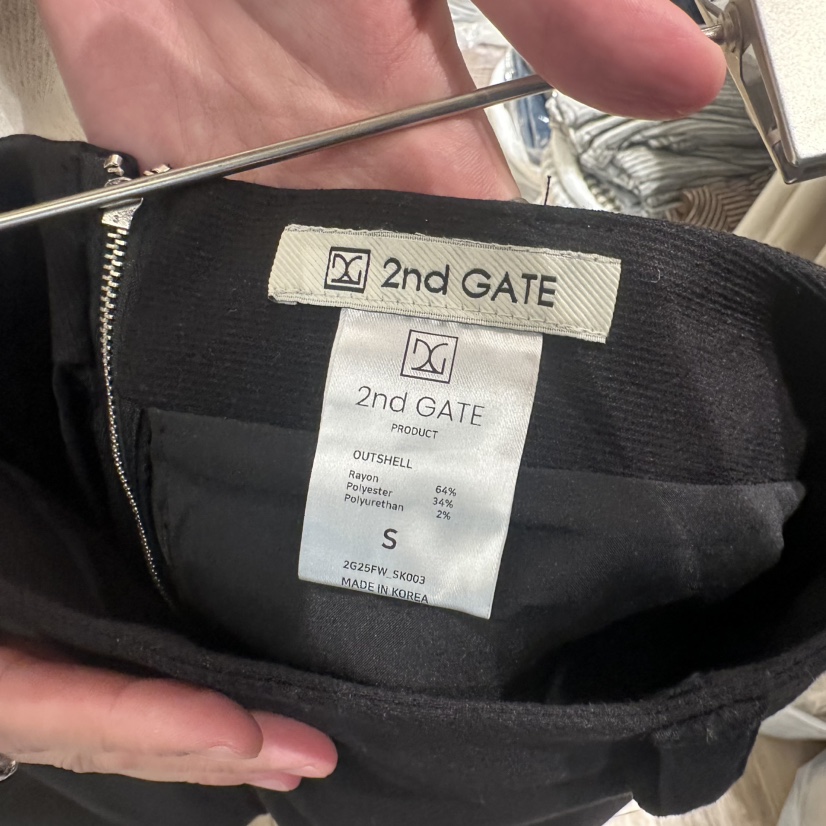 2nd GATE
2nd GATE
PRODUCT
OUTSHELL
Rayon 64%
Polyester 34%
Polyurethan 2%
S
2G25FW_SK003
MADE IN KOREA